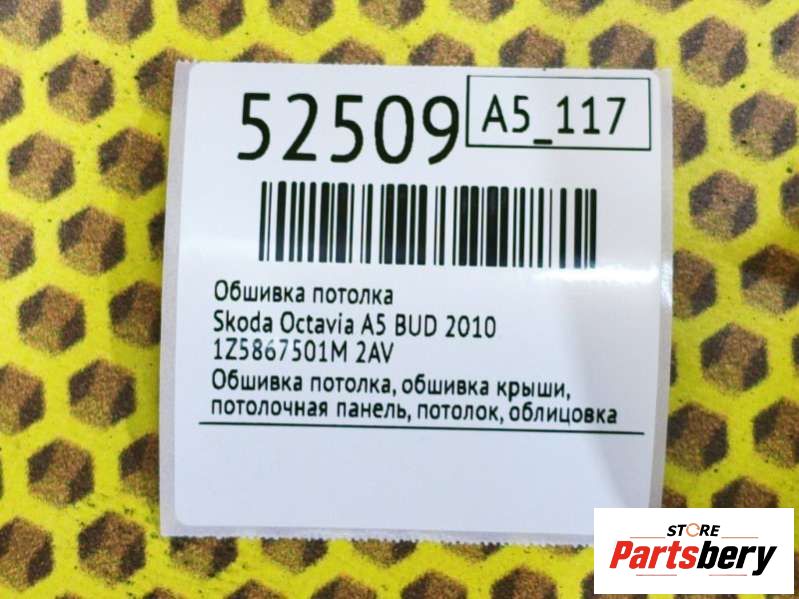 52509
A5_117
Обшивка потолка
Skoda Octavia A5 BUD 2010
1Z5867501M 2AV
Обшивка потолка, обшивка крыши,
потолочная панель, потолок, облицовка
STORE
Partsbery